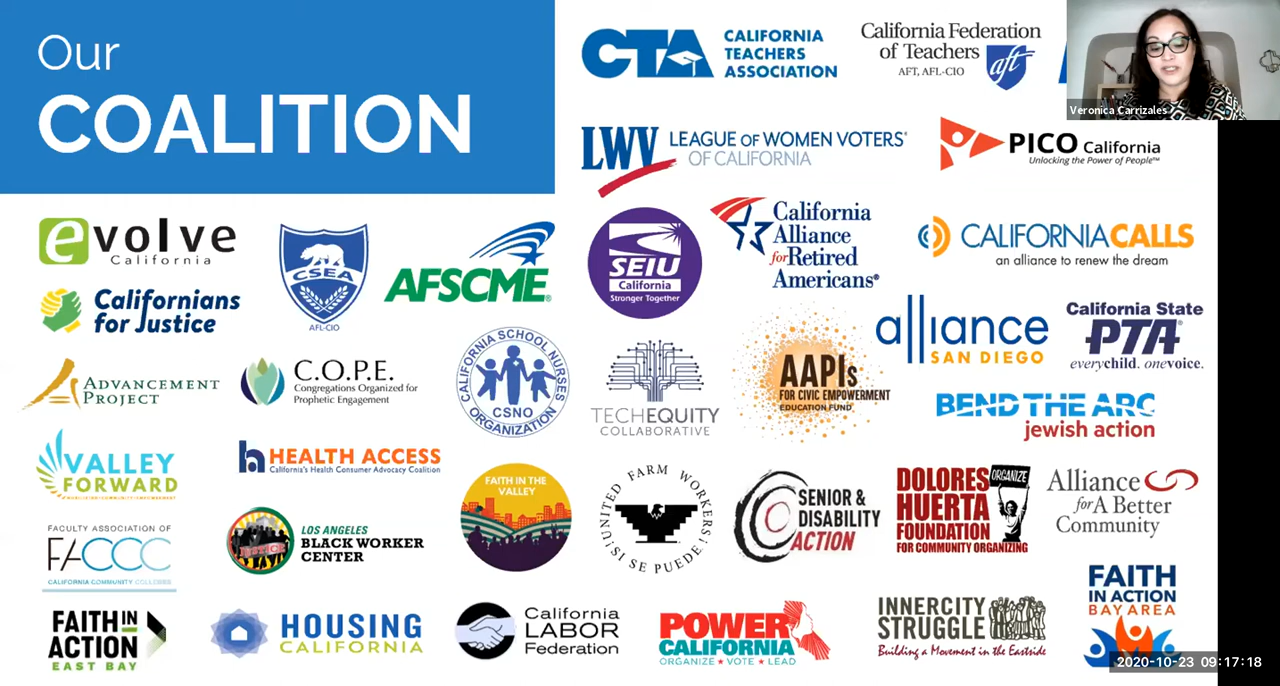 Our
COALITION
CTA
CALIFORNIA
TEACHERS
ASSOCIATION
California Federation
of Teachers
AFT, AFL-CIO
aft
Veronica Carrizales
LWV
LEAGUE OF WOMEN VOTERS®
OF CALIFORNIA
PICO California
Unlocking the Power of People™
evolve
California
CSEA
AFL-CIO
AFSCME®
SEIU
California
Stronger Together
California
Alliance
for Retired
Americans®
CALIFORNIACALLS
an alliance to renew the dream
Californians
for Justice
alliance
SAN DIEGO
California State
PTA®
everychild. onevoice.
ADVANCEMENT
PROJECT
C.O.P.E.
Congregations Organized for
Prophetic Engagement
CALIFORNIA SCHOOL NURSES
ORGANIZATION
CSNO
TECHEQUITY
COLLABORATIVE
AAPIs
FOR CIVIC EMPOWERMENT
EDUCATION FUND
BEND THE ARC
jewish action
VALLEY
FORWARD
h HEALTH ACCESS
California's Health Consumer Advocacy Coalition
FAITH IN THE
VALLEY
UNITED FARM WORKERS
¡SI SE PUEDE!
SENIOR &
DISABILITY
ACTION
DOLORES
HUERTA
FOUNDATION
FOR COMMUNITY ORGANIZING
ORGANIZE
Alliance
for A Better
Community
FACULTY ASSOCIATION OF
FACCC
CALIFORNIA COMMUNITY COLLEGES
JUSTICE
LOS ANGELES
BLACK WORKER
CENTER
FAITH IN
ACTION
EAST BAY
HOUSING
CALIFORNIA
California
LABOR
Federation
POWER
CALIFORNIA
ORGANIZE ★ VOTE ★ LEAD
INNERCITY
STRUGGLE
Building a Movement in the Eastside
FAITH
IN ACTION
BAY AREA
2020-10-23 09:17:18